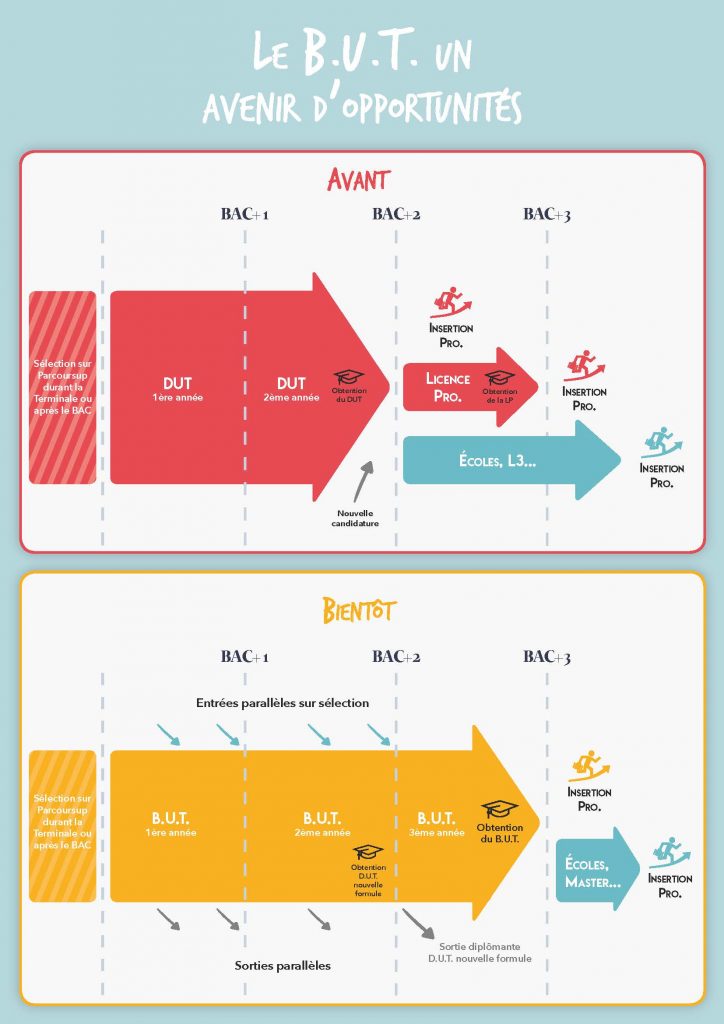 Le B.U.T. un
avenir d'opportunités
Avant
BAC+1
BAC+2
BAC+3
Sélection sur
Parcoursup
durant la
Terminale ou
après le BAC
DUT
1ère année
DUT
2ème année
Obtention
du DUT
Nouvelle
candidature
Insertion
Pro.
Licence
Pro.
Obtention
de la LP
Insertion
Pro.
Écoles, L3...
Insertion
Pro.
Bientôt
BAC+1
BAC+2
BAC+3
Entrées parallèles sur sélection
Sélection sur
Parcoursup
durant la
Terminale ou
après le BAC
B.U.T.
1ère année
B.U.T.
2ème année
Obtention
D.U.T.
nouvelle
formule
B.U.T.
3ème année
Obtention
du B.U.T.
Insertion
Pro.
Écoles,
Master...
Insertion
Pro.
Sorties parallèles
Sortie diplômante
D.U.T. nouvelle formule